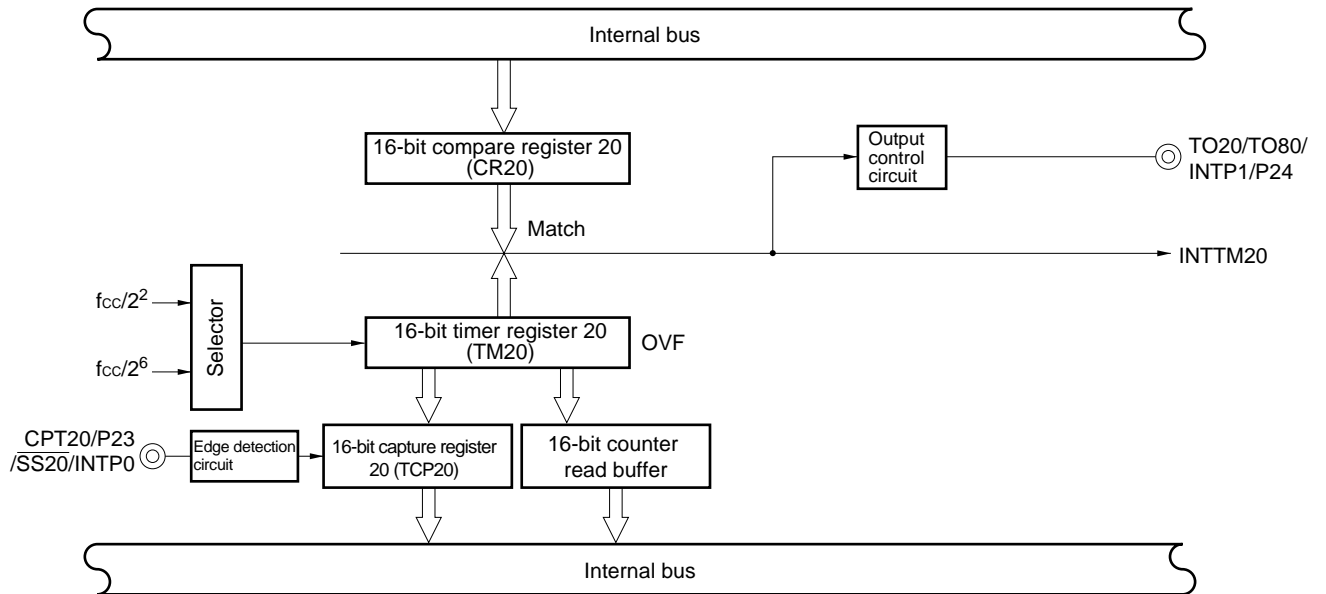 Internal bus
16-bit compare register 20
(CR20)
Output
control
circuit
TO20/TO80/
INTP1/P24
Match
INTTM20
fcc/2²
fcc/2⁶
Selector
16-bit timer register 20
(TM20)
OVF
CPT20/P23
/S̅S̅2̅0̅/INTP0
Edge detection
circuit
16-bit capture register
20 (TCP20)
16-bit counter
read buffer
Internal bus